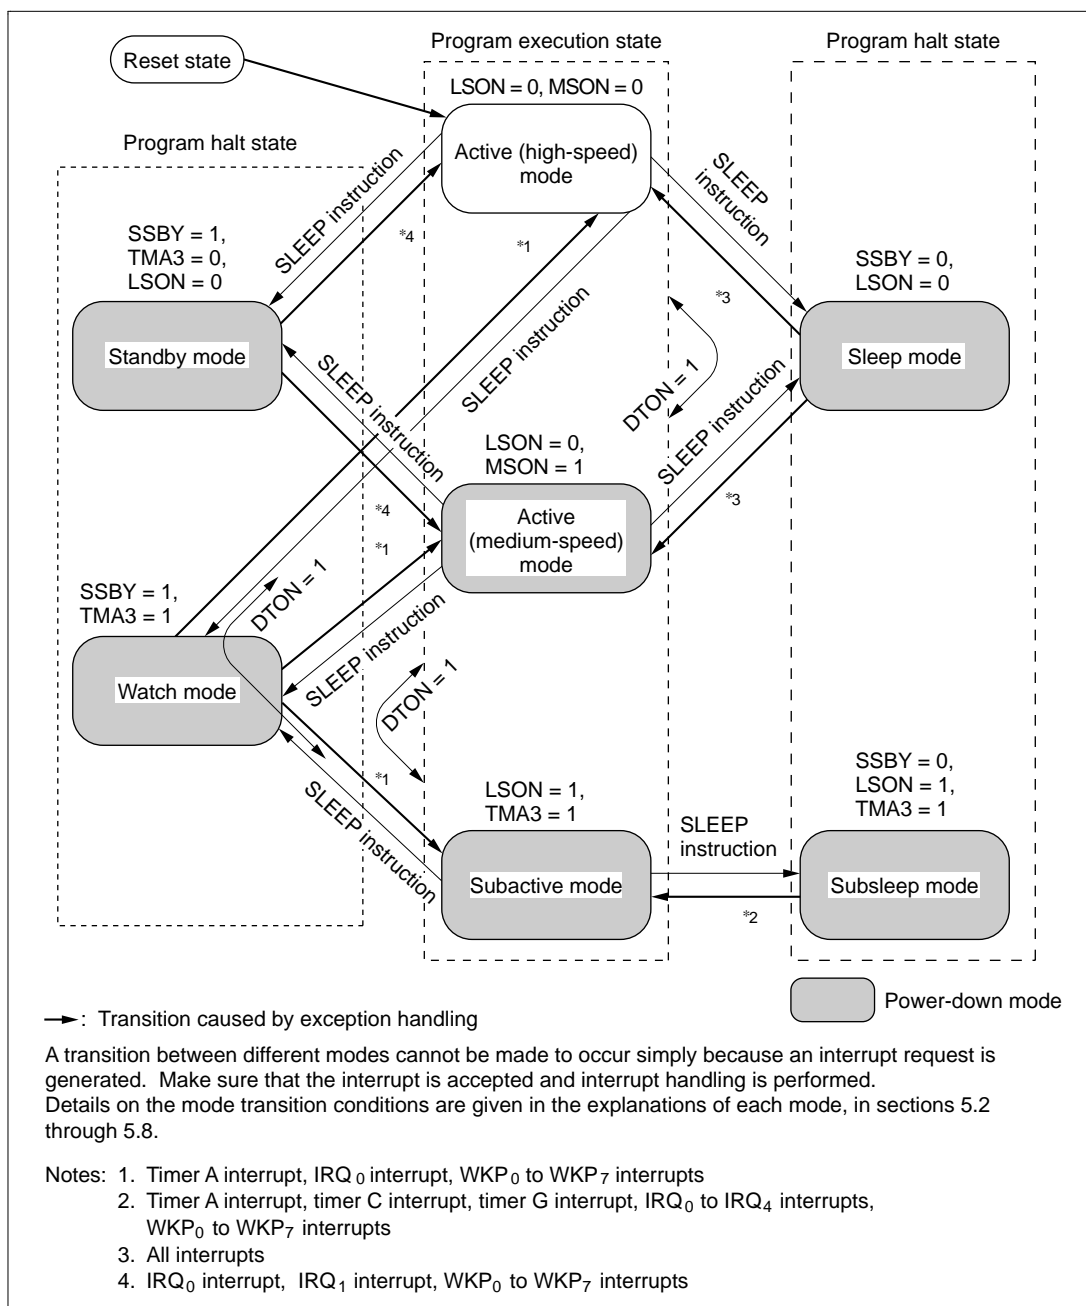 Program execution state
Program halt state
Reset state
LSON = 0, MSON = 0
Program halt state
Active (high-speed)
mode
SLEEP instruction
SLEEP
instruction
*4
*1
SSBY = 1,
TMA3 = 0,
LSON = 0
SSBY = 0,
LSON = 0
*3
Standby mode
SLEEP instruction
SLEEP instruction
DTON = 1
Sleep mode
SLEEP instruction
LSON = 0,
MSON = 1
*4
*1
*3
Active
(medium-speed)
mode
SSBY = 1,
TMA3 = 1
DTON = 1
SLEEP instruction
Watch mode
DTON = 1
*1
SLEEP instruction
LSON = 1,
TMA3 = 1
SSBY = 0,
LSON = 1,
TMA3 = 1
SLEEP
instruction
Subactive mode
Subsleep mode
*2
Power-down mode
: Transition caused by exception handling
A transition between different modes cannot be made to occur simply because an interrupt request is
generated. Make sure that the interrupt is accepted and interrupt handling is performed.
Details on the mode transition conditions are given in the explanations of each mode, in sections 5.2
through 5.8.
Notes: 1. Timer A interrupt, IRQ0 interrupt, WKP0 to WKP7 interrupts
2. Timer A interrupt, timer C interrupt, timer G interrupt, IRQ0 to IRQ4 interrupts,
WKP0 to WKP7 interrupts
3. All interrupts
4. IRQ0 interrupt, IRQ1 interrupt, WKP0 to WKP7 interrupts